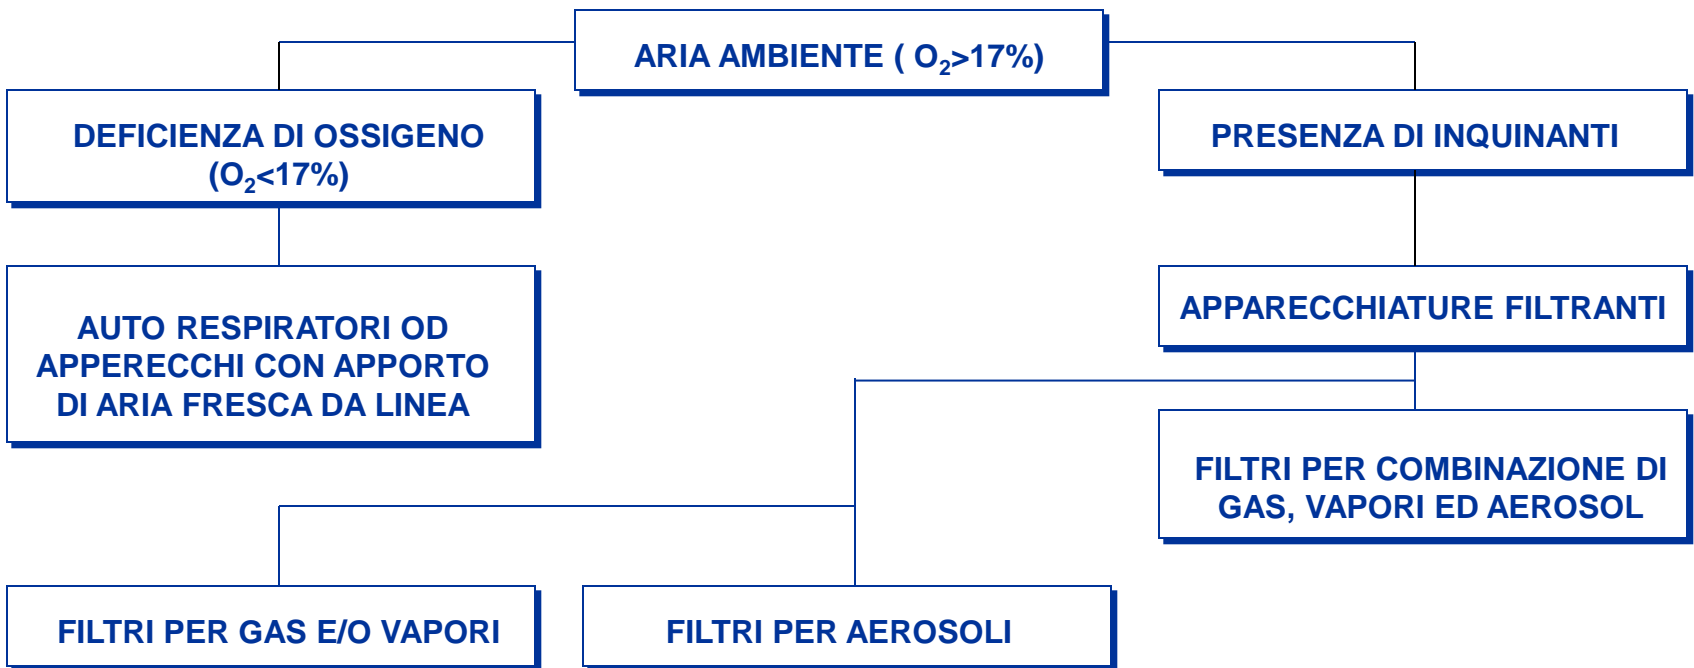 ARIA AMBIENTE ( O₂>17%)
DEFICIENZA DI OSSIGENO
(O₂<17%)
PRESENZA DI INQUINANTI
AUTO RESPIRATORI OD
APPERECCHI CON APPORTO
DI ARIA FRESCA DA LINEA
APPARECCHIATURE FILTRANTI
FILTRI PER COMBINAZIONE DI
GAS, VAPORI ED AEROSOL
FILTRI PER GAS E/O VAPORI
FILTRI PER AEROSOLI